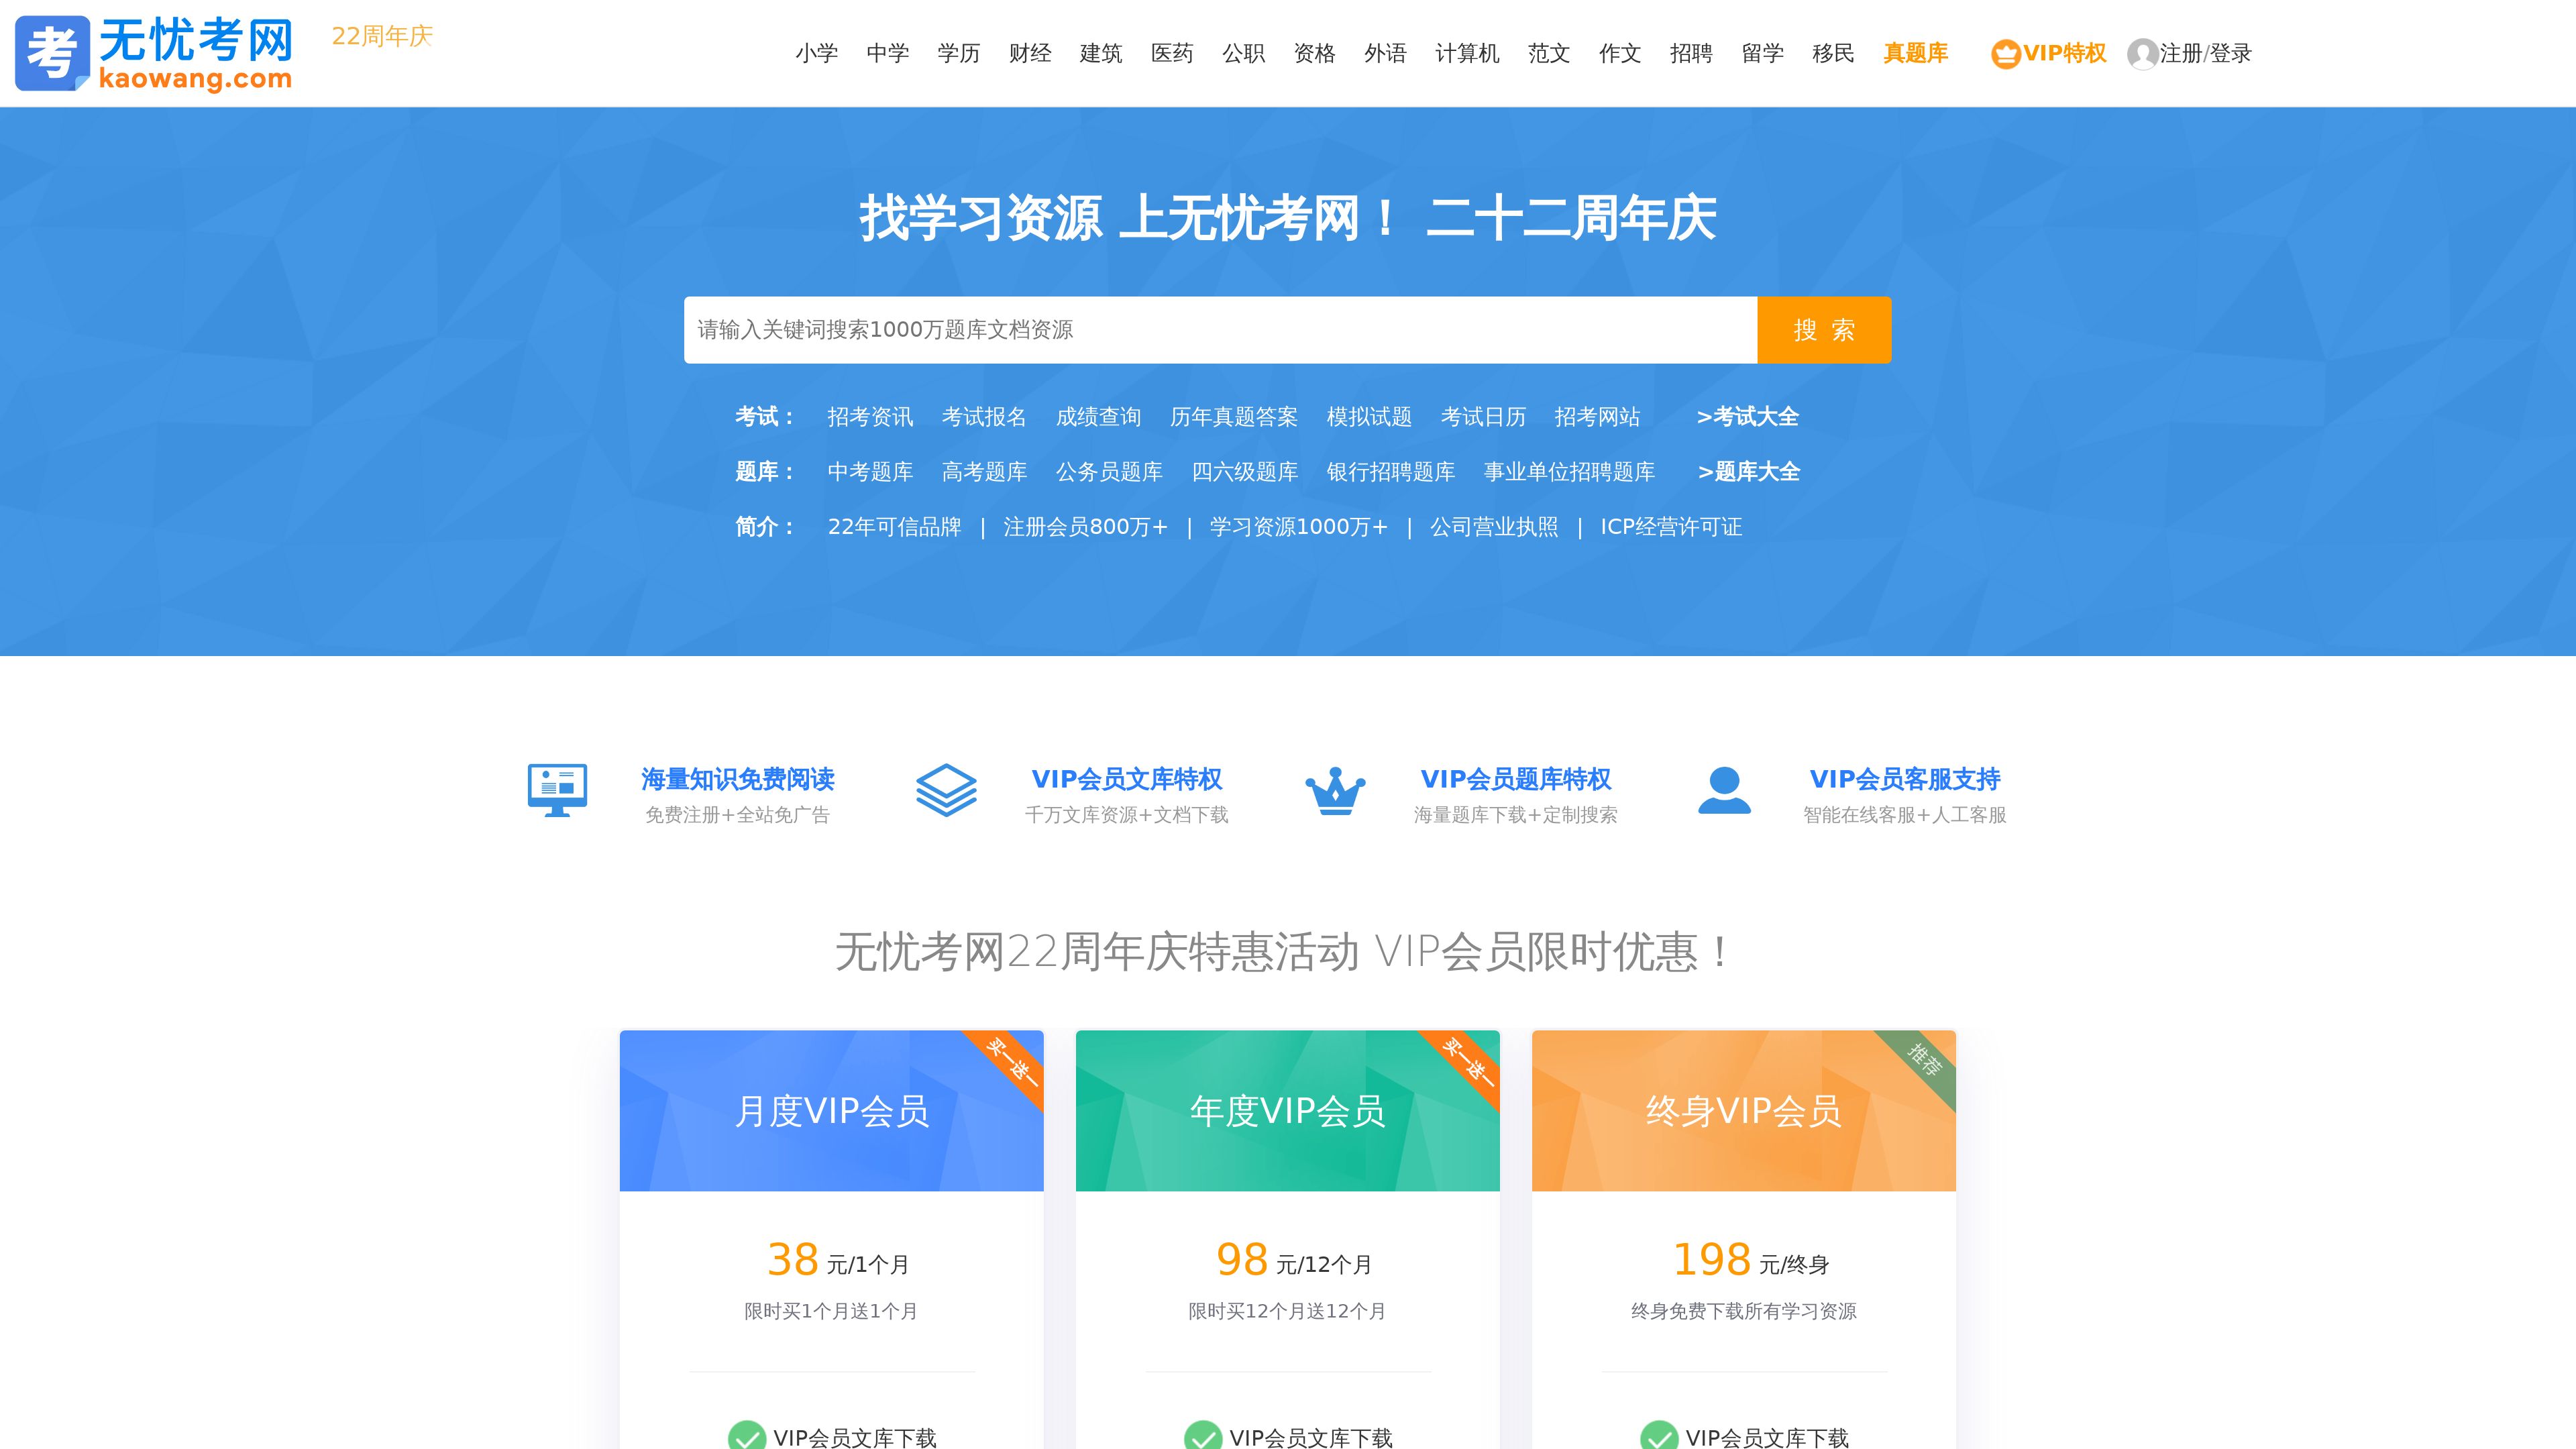 考 无忧考网
kaowang.com
22周年庆
小学 中学 学历 财经 建筑 医药 公职 资格 外语 计算机 范文 作文 招聘 留学 移民 真题库 VIP特权 注册/登录
找学习资源 上无忧考网！ 二十二周年庆
请输入关键词搜索1000万题库文档资源 搜 索
考试： 招考资讯 考试报名 成绩查询 历年真题答案 模拟试题 考试日历 招考网站 >考试大全
题库： 中考题库 高考题库 公务员题库 四六级题库 银行招聘题库 事业单位招聘题库 >题库大全
简介： 22年可信品牌 | 注册会员800万+ | 学习资源1000万+ | 公司营业执照 | ICP经营许可证
海量知识免费阅读
免费注册+全站免广告
VIP会员文库特权
千万文库资源+文档下载
VIP会员题库特权
海量题库下载+定制搜索
VIP会员客服支持
智能在线客服+人工客服
无忧考网22周年庆特惠活动 VIP会员限时优惠！
买一送一
月度VIP会员
38 元/1个月
限时买1个月送1个月
VIP会员文库下载
买一送一
年度VIP会员
98 元/12个月
限时买12个月送12个月
VIP会员文库下载
推荐
终身VIP会员
198 元/终身
终身免费下载所有学习资源
VIP会员文库下载